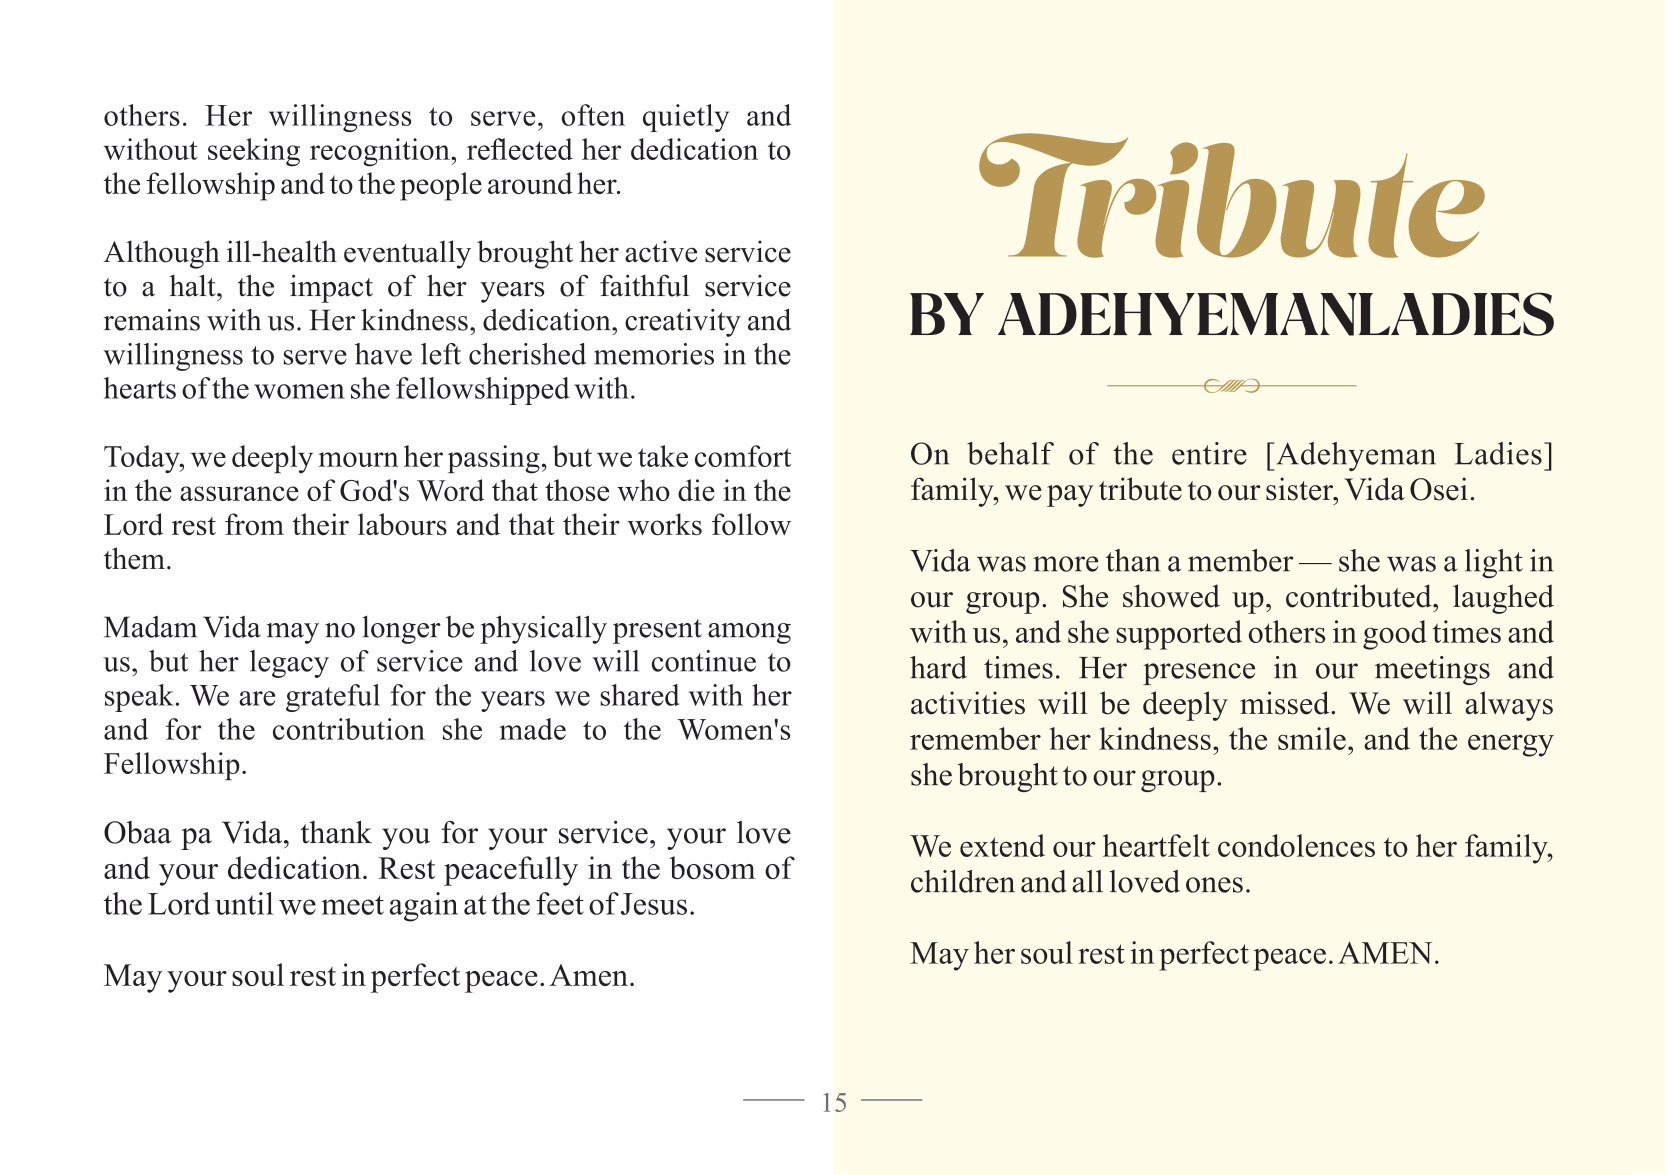 others. Her willingness to serve, often quietly and
without seeking recognition, reflected her dedication to
the fellowship and to the people around her.
Although ill-health eventually brought her active service
to a halt, the impact of her years of faithful service
remains with us. Her kindness, dedication, creativity and
willingness to serve have left cherished memories in the
hearts of the women she fellowshipped with.
Today, we deeply mourn her passing, but we take comfort
in the assurance of God's Word that those who die in the
Lord rest from their labours and that their works follow
them.
Madam Vida may no longer be physically present among
us, but her legacy of service and love will continue to
speak. We are grateful for the years we shared with her
and for the contribution she made to the Women's
Fellowship.
Obaa pa Vida, thank you for your service, your love
and your dedication. Rest peacefully in the bosom of
the Lord until we meet again at the feet of Jesus.
May your soul rest in perfect peace. Amen.
Tribute
BY ADEHYEMANLADIES
On behalf of the entire [Adehyeman Ladies]
family, we pay tribute to our sister, Vida Osei.
Vida was more than a member — she was a light in
our group. She showed up, contributed, laughed
with us, and she supported others in good times and
hard times. Her presence in our meetings and
activities will be deeply missed. We will always
remember her kindness, the smile, and the energy
she brought to our group.
We extend our heartfelt condolences to her family,
children and all loved ones.
May her soul rest in perfect peace. AMEN.
15